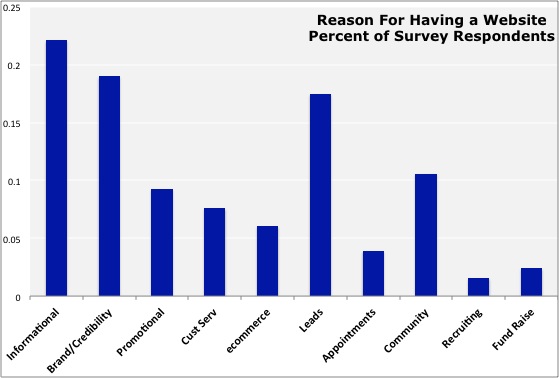 Reason For Having a Website
Percent of Survey Respondents
0.25
0.2
0.15
0.1
0.05
0
Informational
Brand/Credibility
Promotional
Cust Serv
ecommerce
Leads
Appointments
Community
Recruiting
Fund Raise